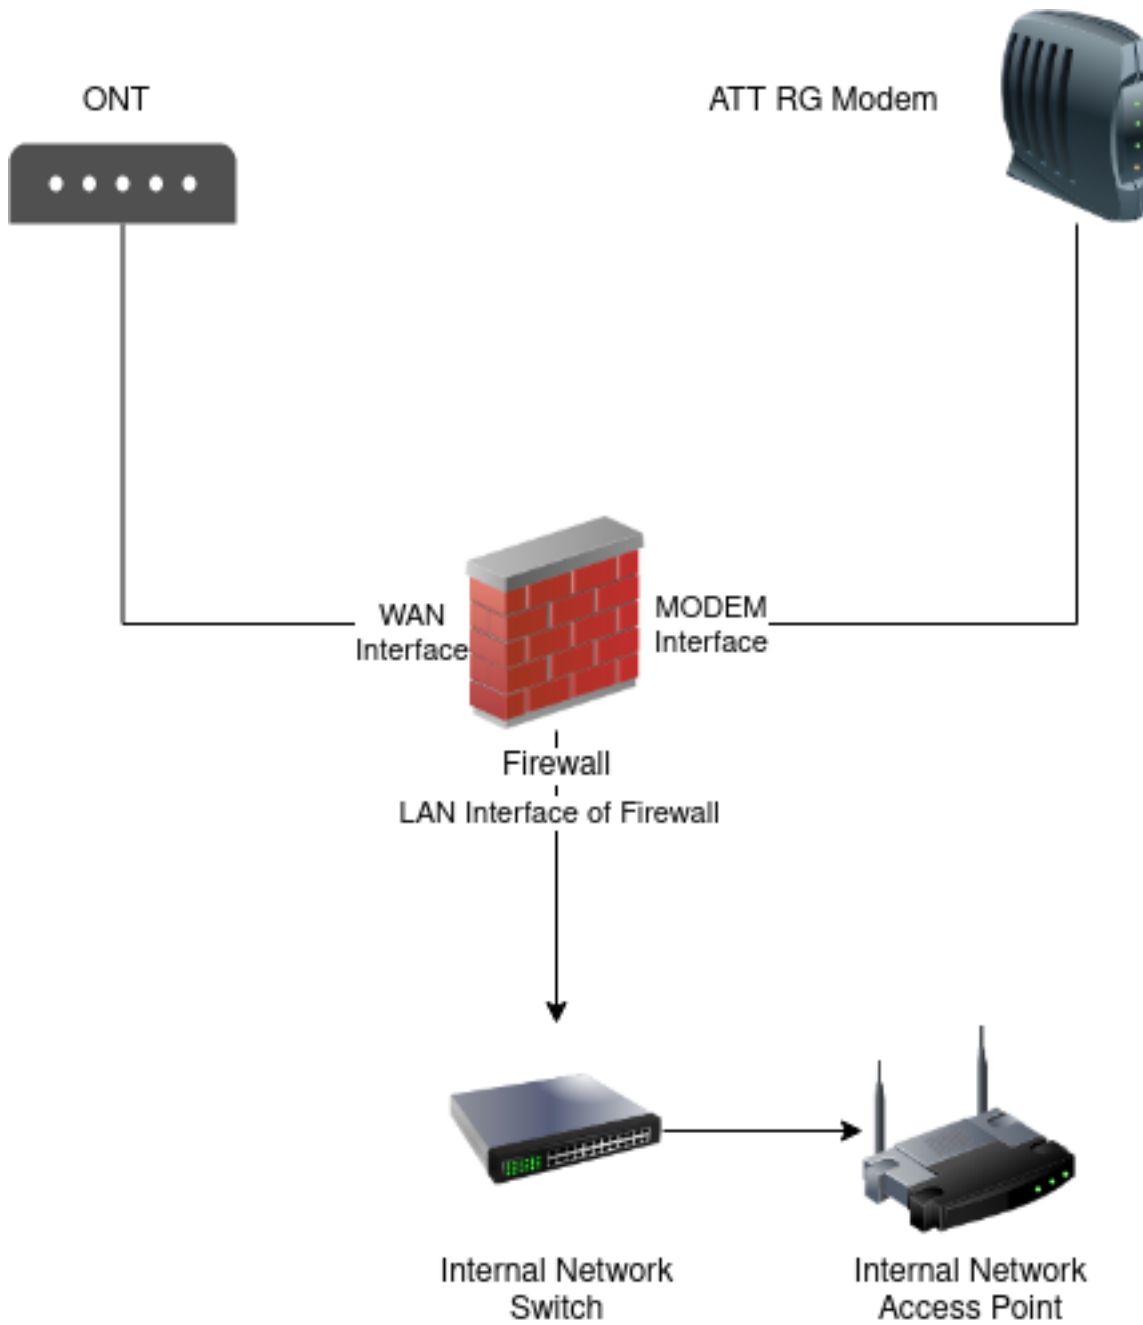 ONT
ATT RG Modem
WAN
Interface
MODEM
Interface
Firewall
LAN Interface of Firewall
Internal Network
Switch
Internal Network
Access Point